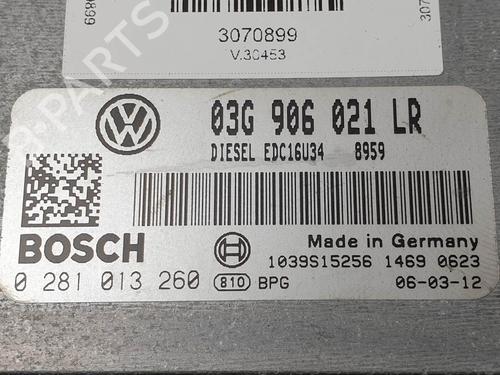 3070899
V.30453
03G 906 021 LR
DIESEL EDC16U34 8959
BOSCH
Made in Germany
1039S15256 1469 0623
0 281 013 260 810 BPG 06-03-12